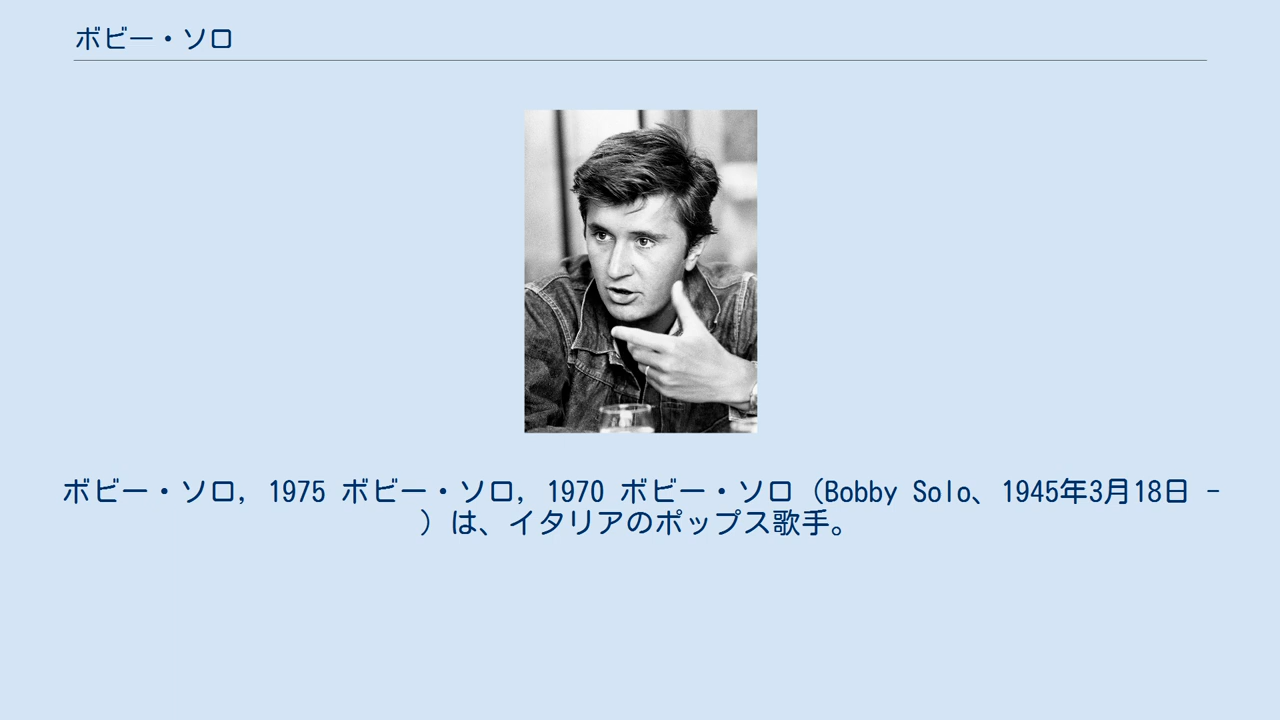 ボビー・ソロ
ボビー・ソロ, 1975 ボビー・ソロ, 1970 ボビー・ソロ（Bobby Solo、1945年3月18日 -
）は、イタリアのポップス歌手。